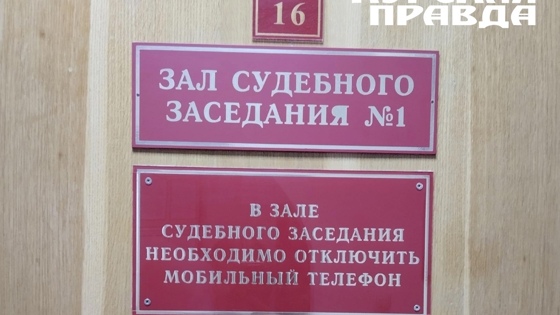 16
ПРАВДА
ЗАЛ СУДЕБНОГО
ЗАСЕДАНИЯ №1
В ЗАЛЕ
СУДЕБНОГО ЗАСЕДАНИЯ
НЕОБХОДИМО ОТКЛЮЧИТЬ
МОБИЛЬНЫЙ ТЕЛЕФОН